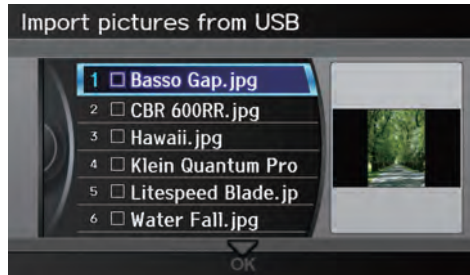 Import pictures from USB
1 Basso Gap.jpg
2 CBR 600RR.jpg
3 Hawaii.jpg
4 Klein Quantum Pro
5 Litespeed Blade.jp
6 Water Fall.jpg
OK